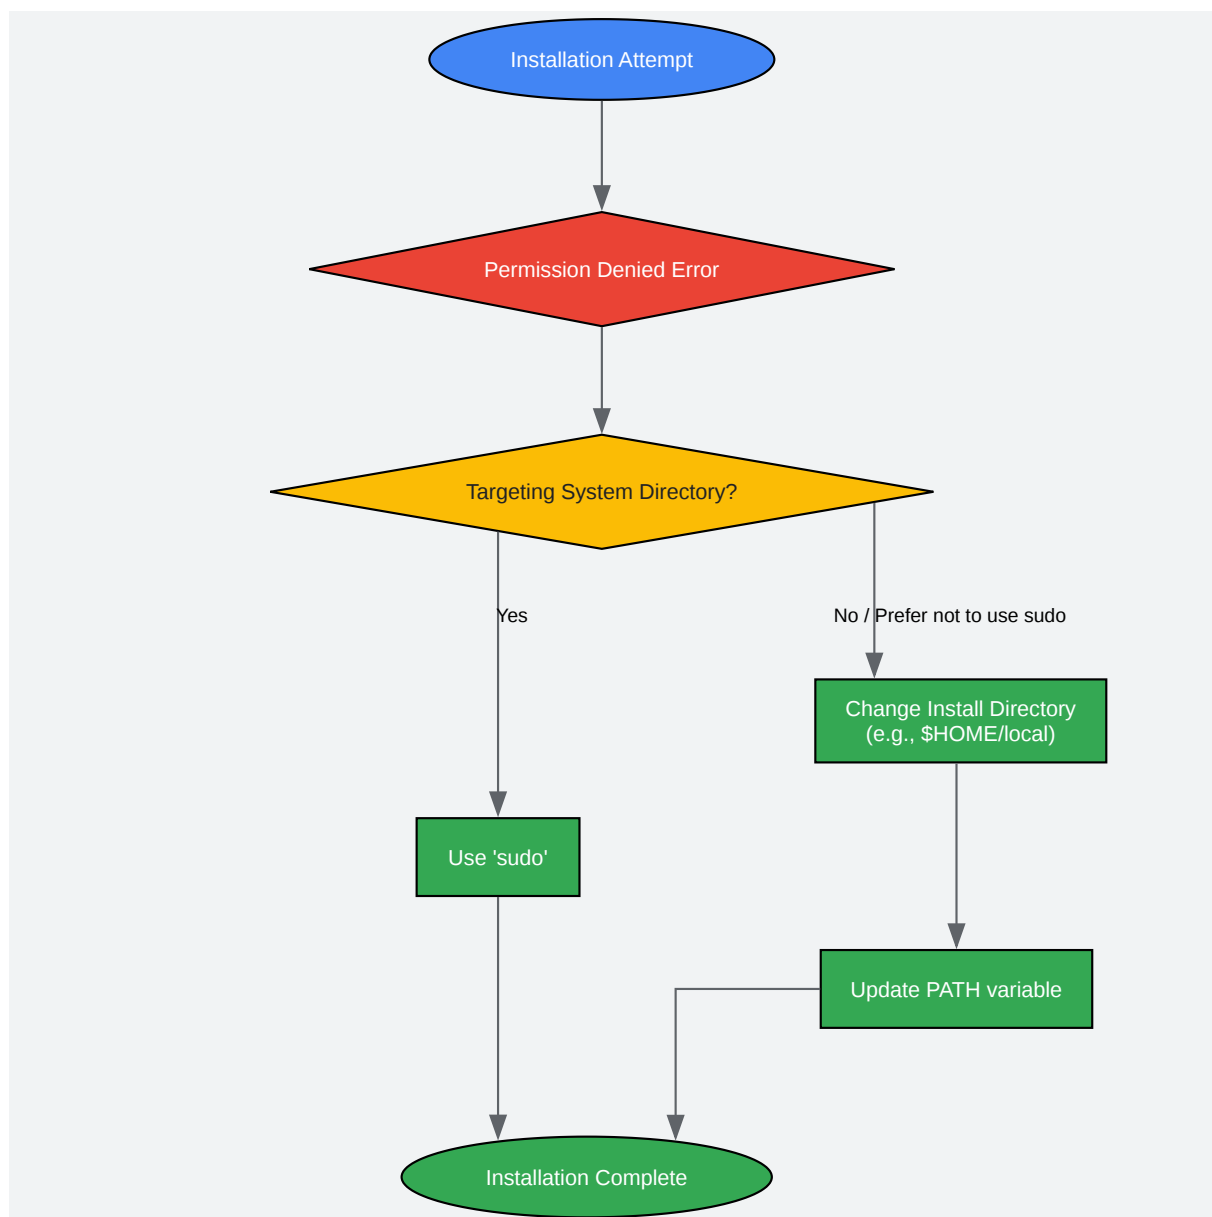 Installation Attempt
Permission Denied Error
Targeting System Directory?
Yes
No / Prefer not to use sudo
Change Install Directory
(e.g., $HOME/local)
Use 'sudo'
Update PATH variable
Installation Complete